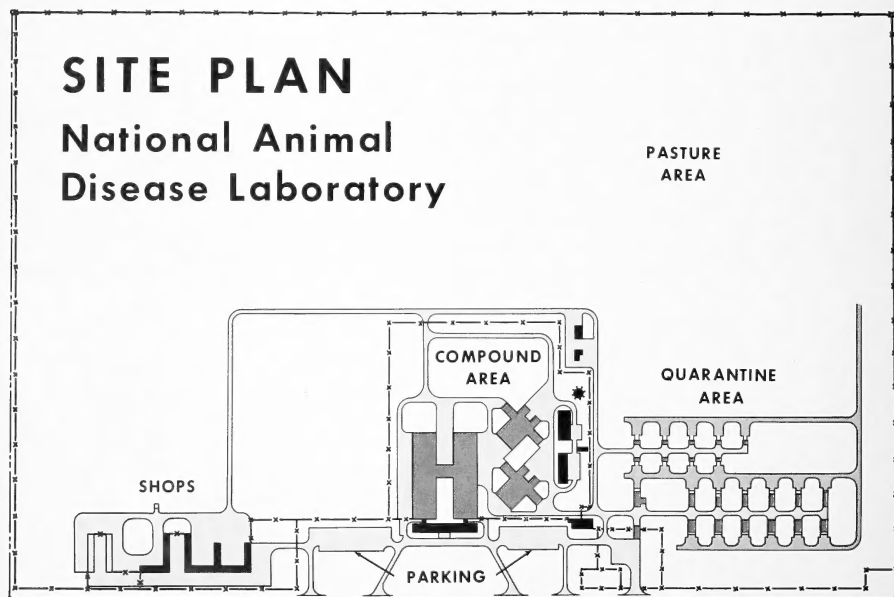 SITE PLAN
National Animal
Disease Laboratory
PASTURE
AREA
COMPOUND
AREA
QUARANTINE
AREA
SHOPS
PARKING